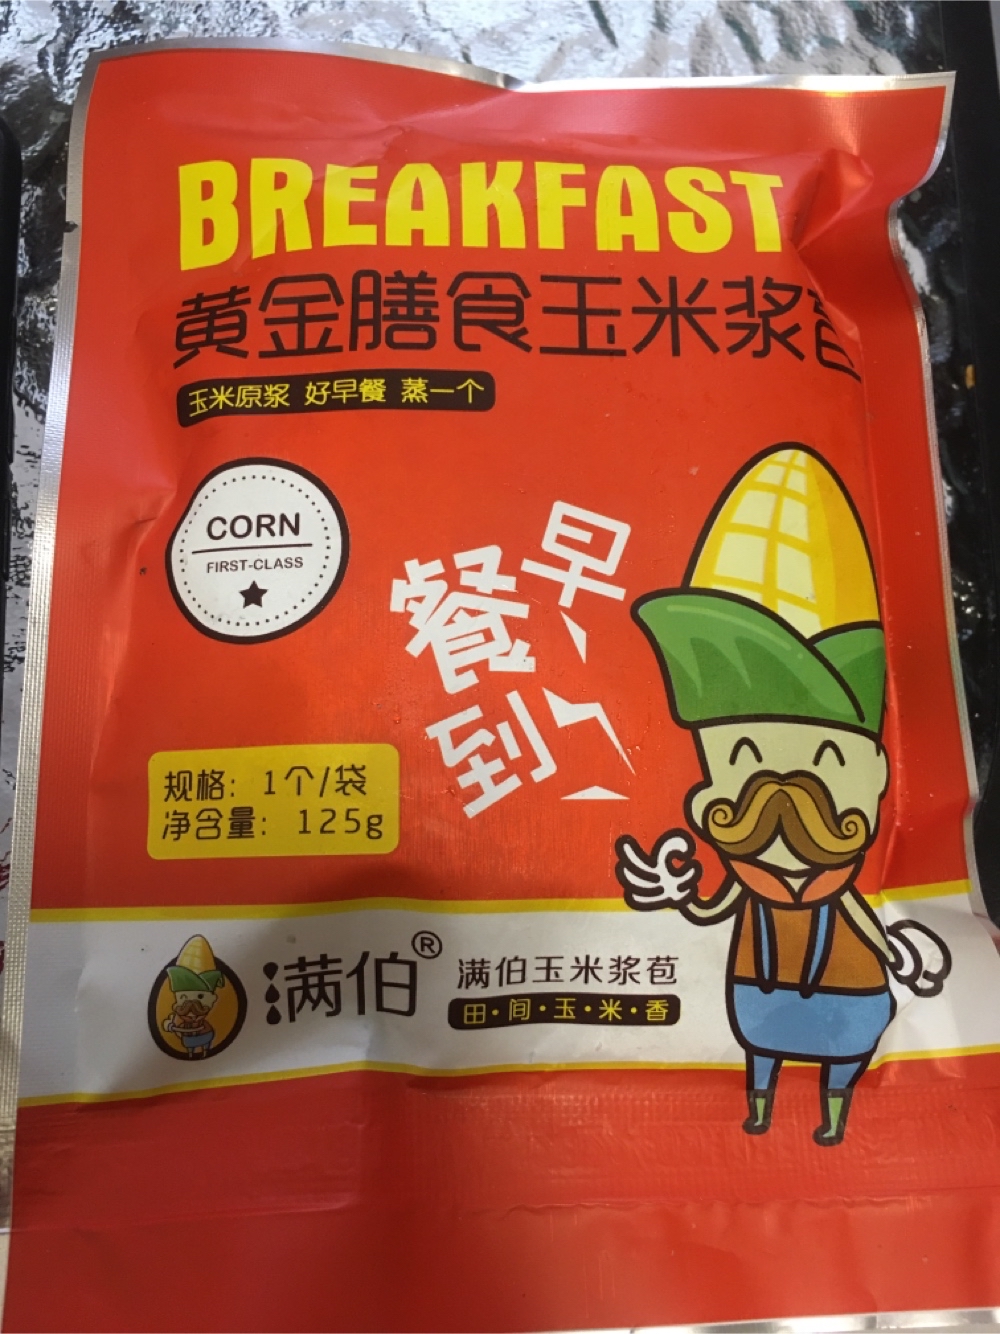 BREAKFAST
黄金膳食玉米浆苞
玉米原浆 好早餐 蒸一个
CORN
FIRST-CLASS
早
餐
到
规格: 1个/袋
净含量: 125g
满伯®
满伯玉米浆苞
田·间·玉·米·香